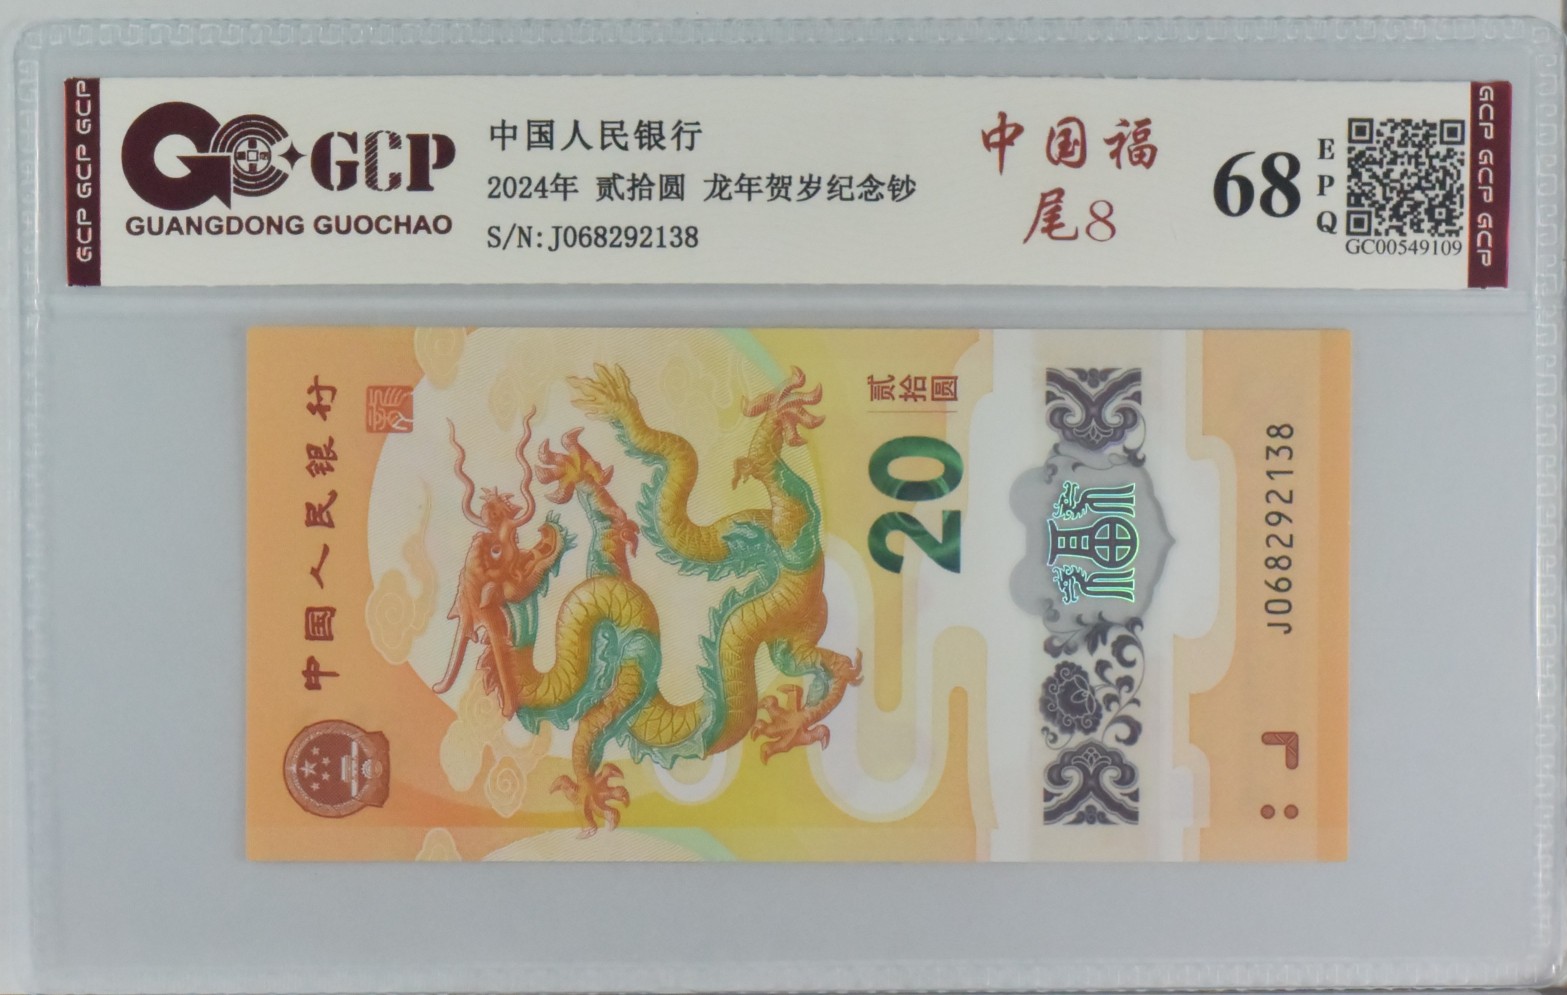 GCP GCP GCP
GCP
GUANGDONG GUOCHAO
中国人民银行
2024年 贰拾圆 龙年贺岁纪念钞
S/N:J068292138
中国福
尾8
68
EPQ
GC00549109
GCP GCP GCP
中国人民银行
贰拾圆
20
J068292138